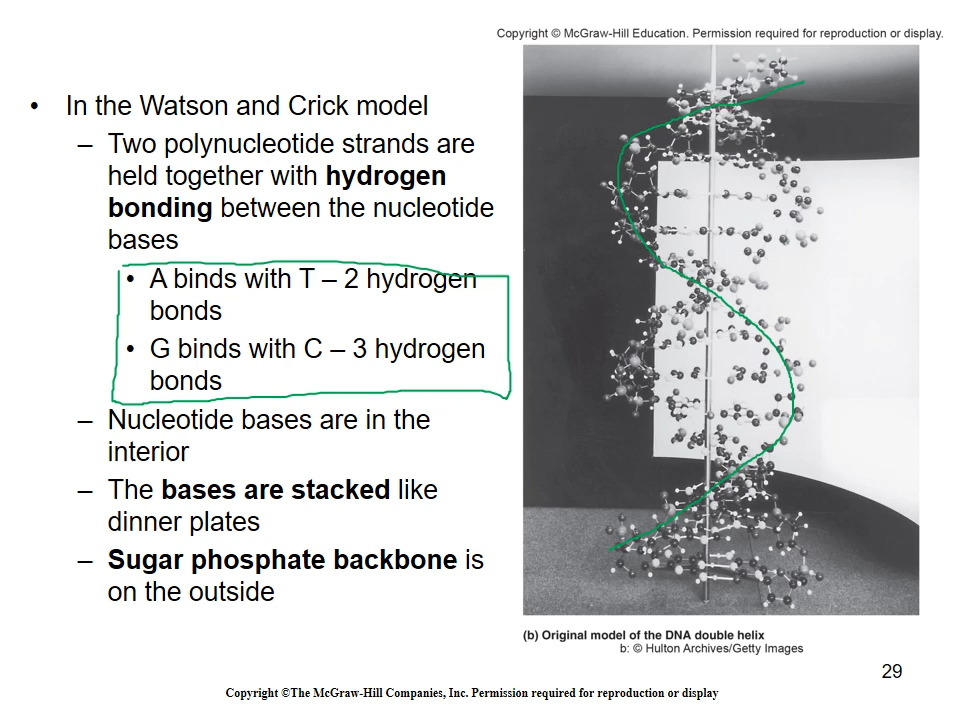 Copyright © McGraw-Hill Education. Permission required for reproduction or display.
• In the Watson and Crick model
– Two polynucleotide strands are
held together with hydrogen
bonding between the nucleotide
bases
• A binds with T – 2 hydrogen
bonds
• G binds with C – 3 hydrogen
bonds
– Nucleotide bases are in the
interior
– The bases are stacked like
dinner plates
– Sugar phosphate backbone is
on the outside
(b) Original model of the DNA double helix
b: © Hulton Archives/Getty Images
29
Copyright ©The McGraw-Hill Companies, Inc. Permission required for reproduction or display